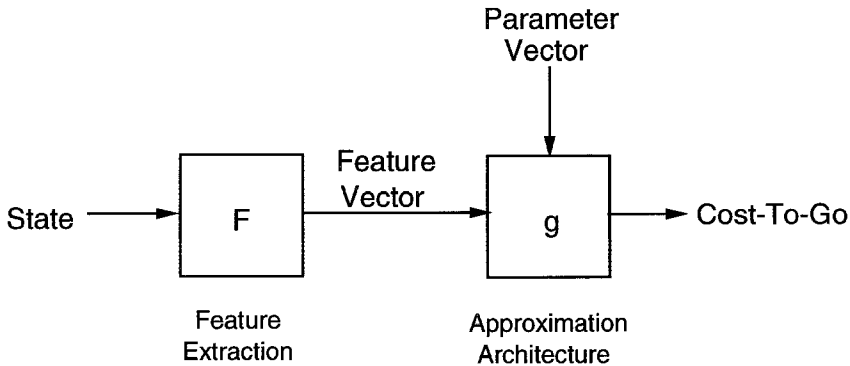 Parameter
Vector
State
F
Feature
Vector
g
Cost-To-Go
Feature
Extraction
Approximation
Architecture